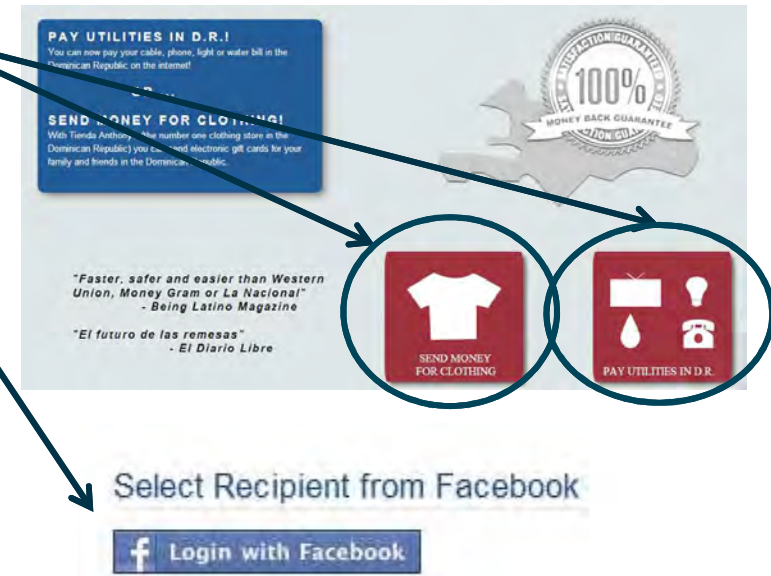 PAY UTILITIES IN D.R.!
You can now pay your cable, phone, light or water bill in the
Dominican Republic on the internet!
OR ...
SEND MONEY FOR CLOTHING!
With Tienda Anthony's the number one clothing store in the
Dominican Republic) you can send electronic gift cards for your
family and friends in the Dominican Republic.
SATISFACTION GUARANTEED
100%
MONEY BACK GUARANTEE
"Faster, safer and easier than Western
Union, Money Gram or La Nacional"
- Being Latino Magazine
"El futuro de las remesas"
- El Diario Libre
SEND MONEY
FOR CLOTHING
PAY UTILITIES IN D.R.
Select Recipient from Facebook
f Login with Facebook